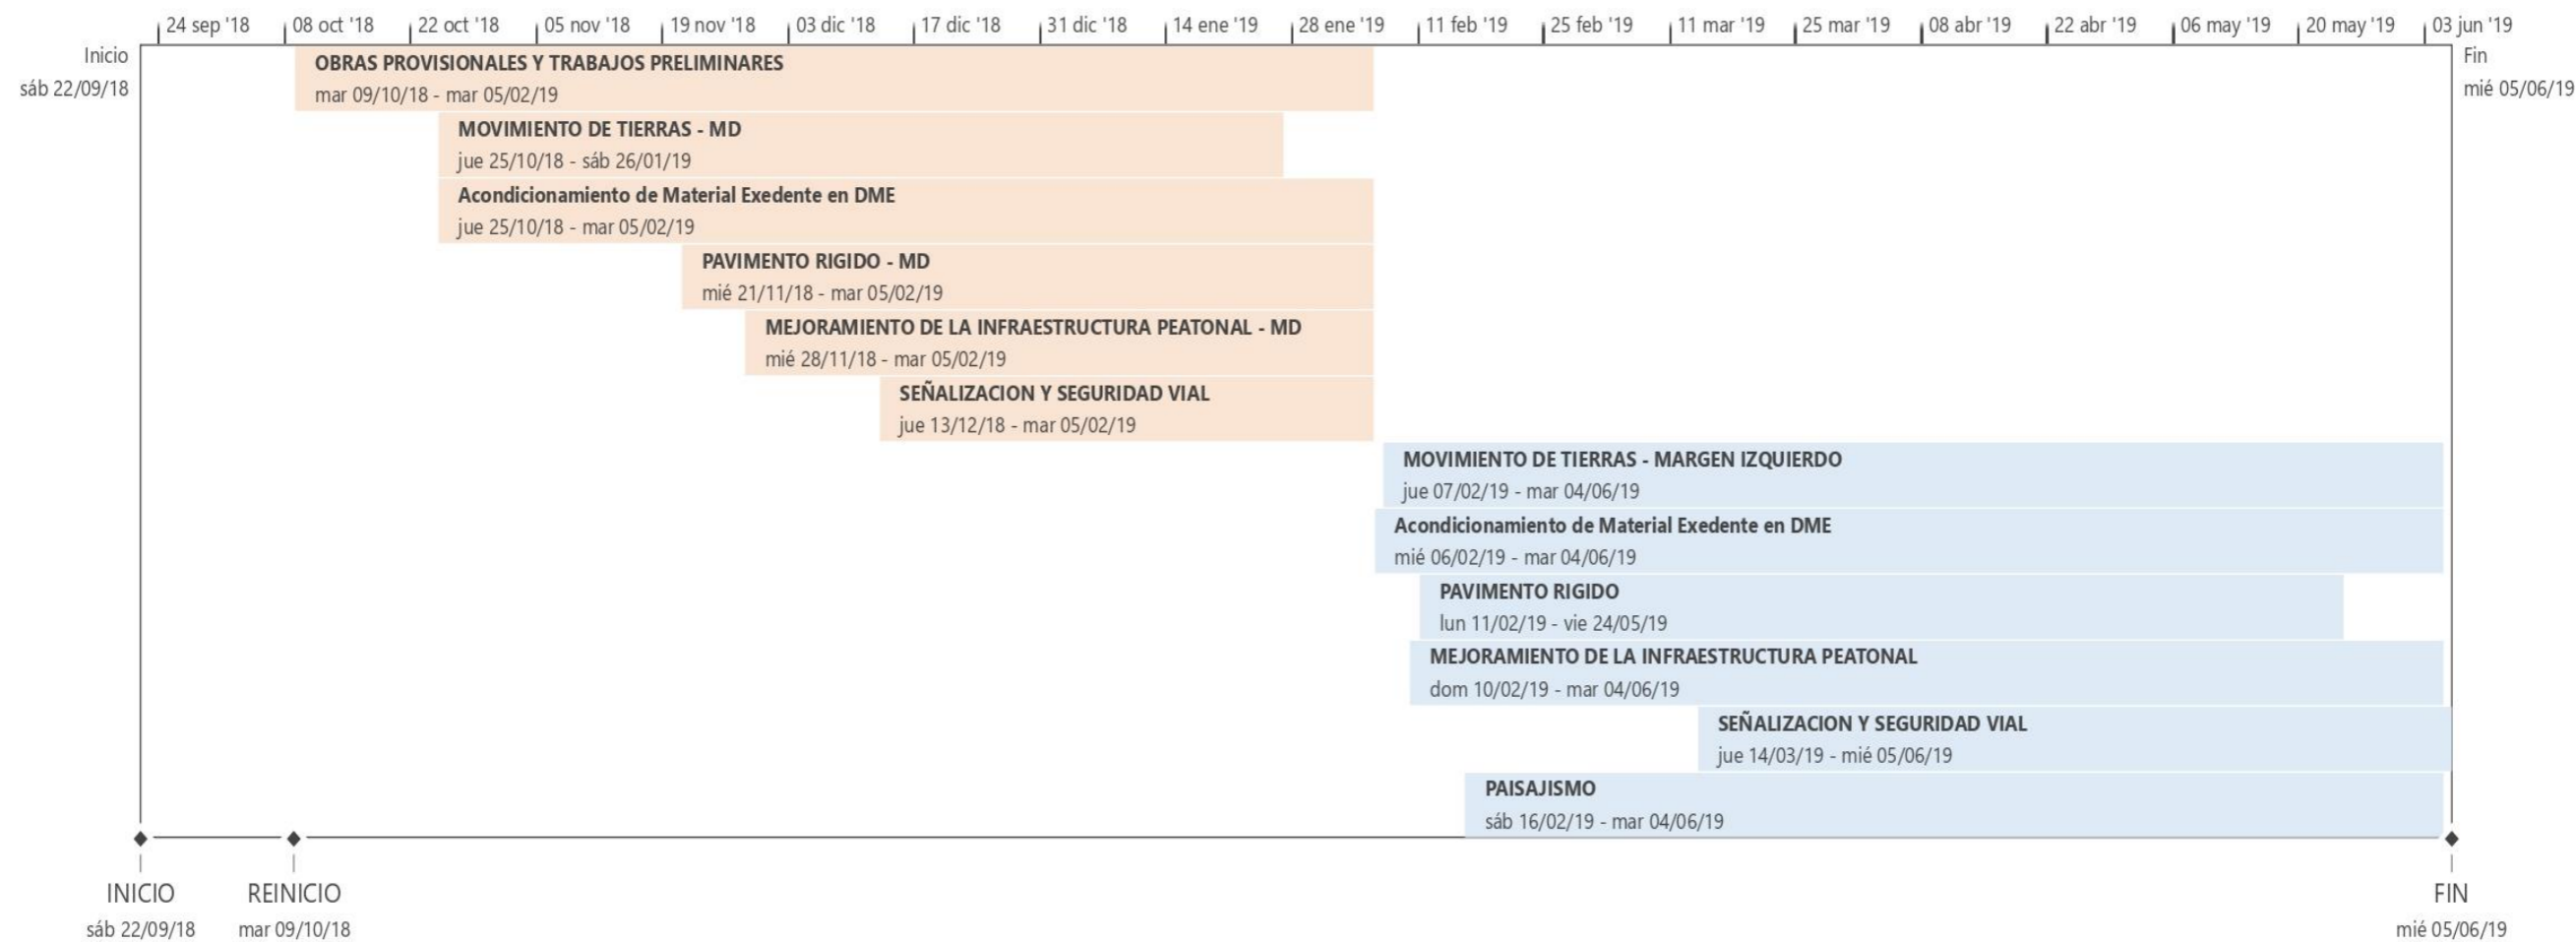 24 sep '18 08 oct '18 22 oct '18 05 nov '18 19 nov '18 03 dic '18 17 dic '18 31 dic '18 14 ene '19 28 ene '19 11 feb '19 25 feb '19 11 mar '19 25 mar '19 08 abr '19 22 abr '19 06 may '19 20 may '19 03 jun '19
Inicio
sáb 22/09/18
Fin
mié 05/06/19
OBRAS PROVISIONALES Y TRABAJOS PRELIMINARES
mar 09/10/18 - mar 05/02/19
MOVIMIENTO DE TIERRAS - MD
jue 25/10/18 - sáb 26/01/19
Acondicionamiento de Material Exedente en DME
jue 25/10/18 - mar 05/02/19
PAVIMENTO RIGIDO - MD
mié 21/11/18 - mar 05/02/19
MEJORAMIENTO DE LA INFRAESTRUCTURA PEATONAL - MD
mié 28/11/18 - mar 05/02/19
SEÑALIZACION Y SEGURIDAD VIAL
jue 13/12/18 - mar 05/02/19
MOVIMIENTO DE TIERRAS - MARGEN IZQUIERDO
jue 07/02/19 - mar 04/06/19
Acondicionamiento de Material Exedente en DME
mié 06/02/19 - mar 04/06/19
PAVIMENTO RIGIDO
lun 11/02/19 - vie 24/05/19
MEJORAMIENTO DE LA INFRAESTRUCTURA PEATONAL
dom 10/02/19 - mar 04/06/19
SEÑALIZACION Y SEGURIDAD VIAL
jue 14/03/19 - mié 05/06/19
PAISAJISMO
sáb 16/02/19 - mar 04/06/19
INICIO
sáb 22/09/18
REINICIO
mar 09/10/18
FIN
mié 05/06/19